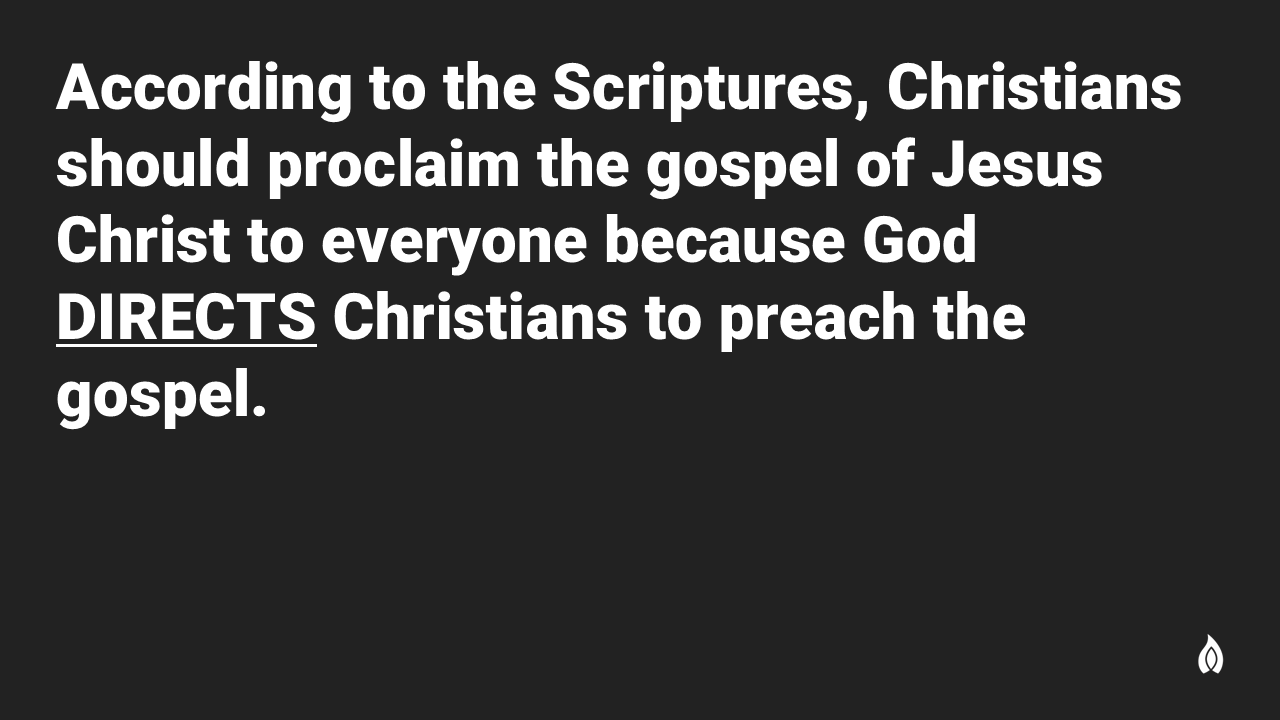 According to the Scriptures, Christians
should proclaim the gospel of Jesus
Christ to everyone because God
DIRECTS Christians to preach the
gospel.